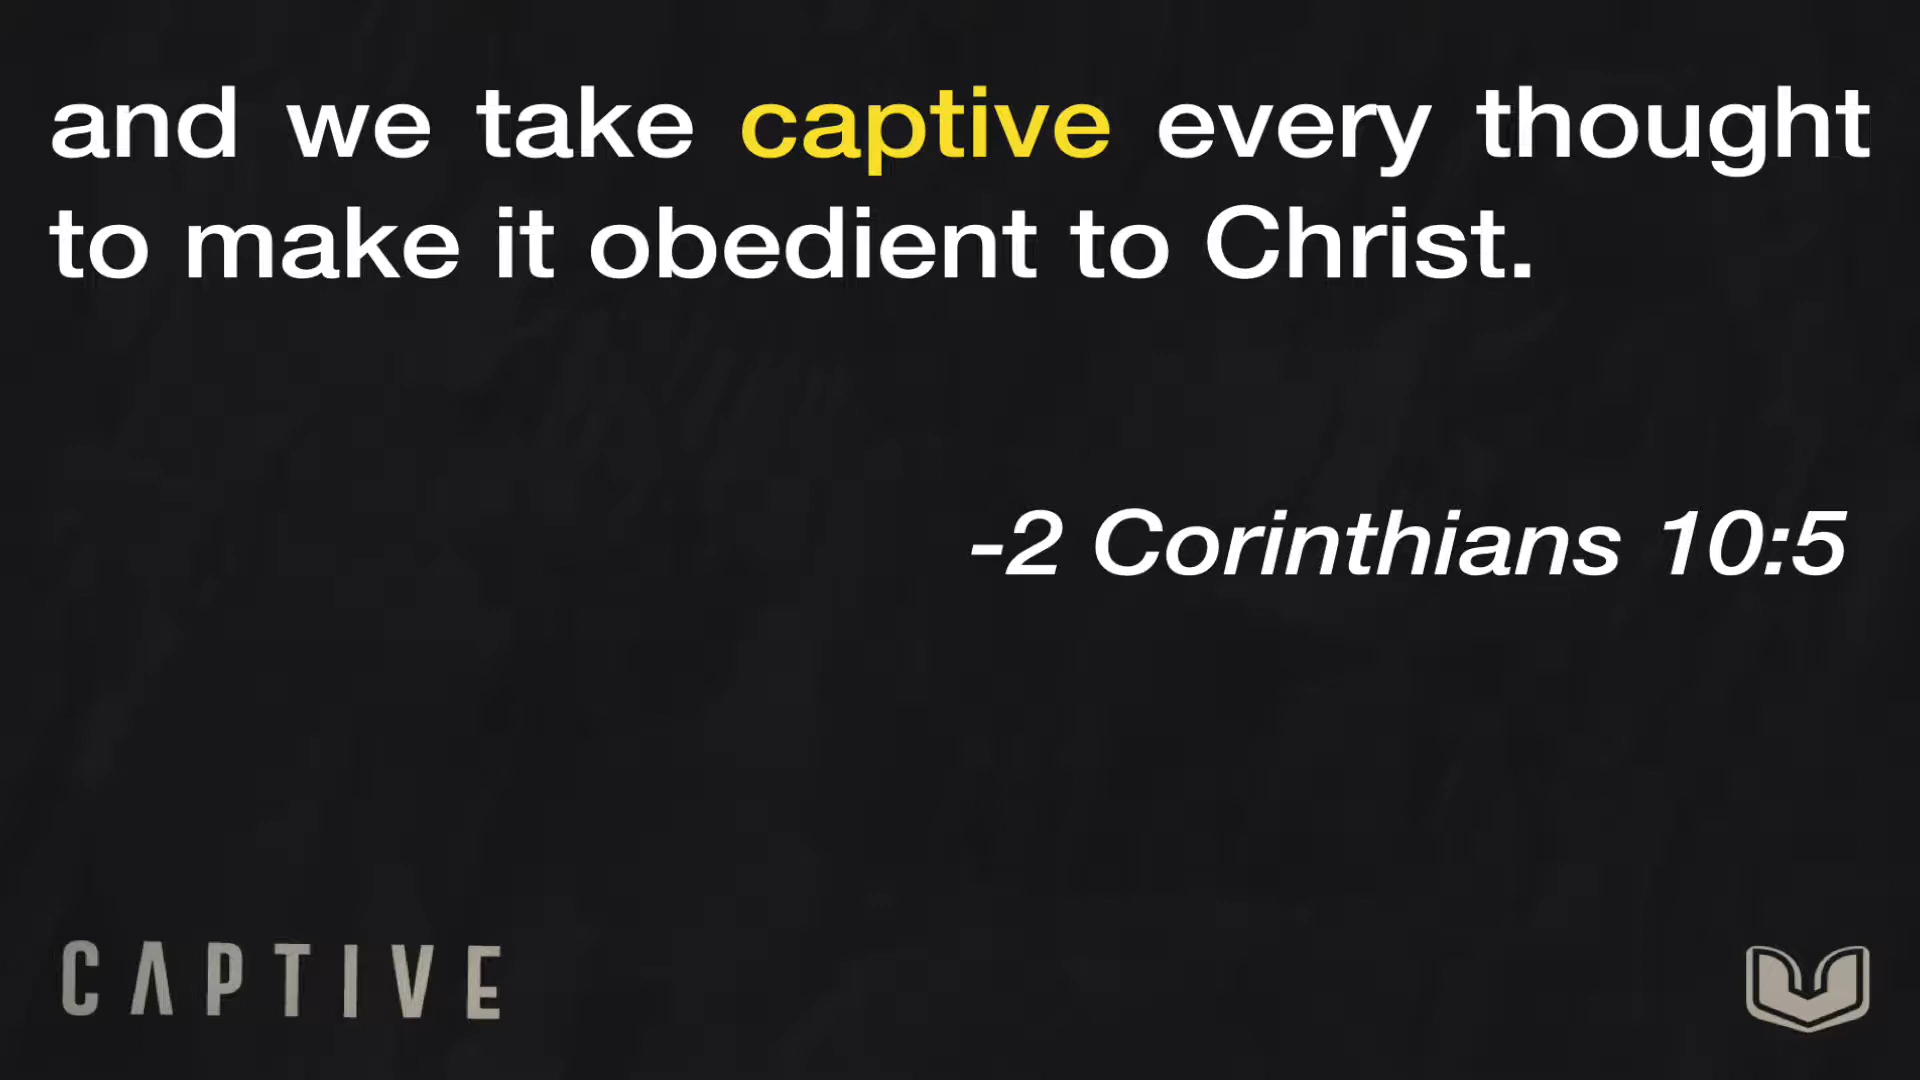 and we take captive every thought
to make it obedient to Christ.
-2 Corinthians 10:5
CAPTIVE